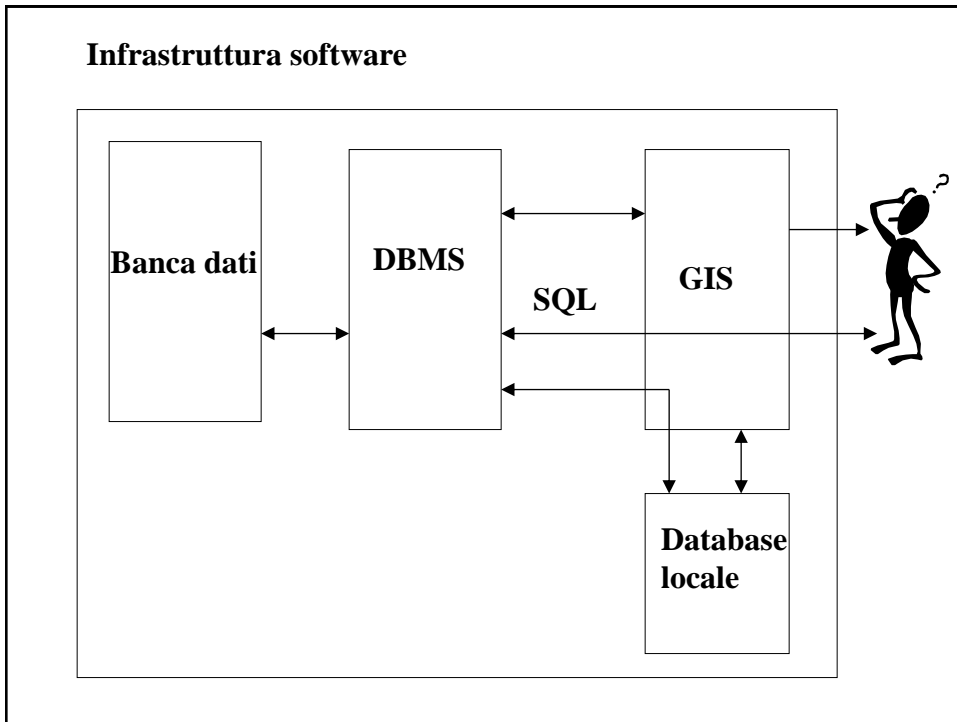 Infrastruttura software
Banca dati
DBMS
SQL
GIS
?
Database
locale